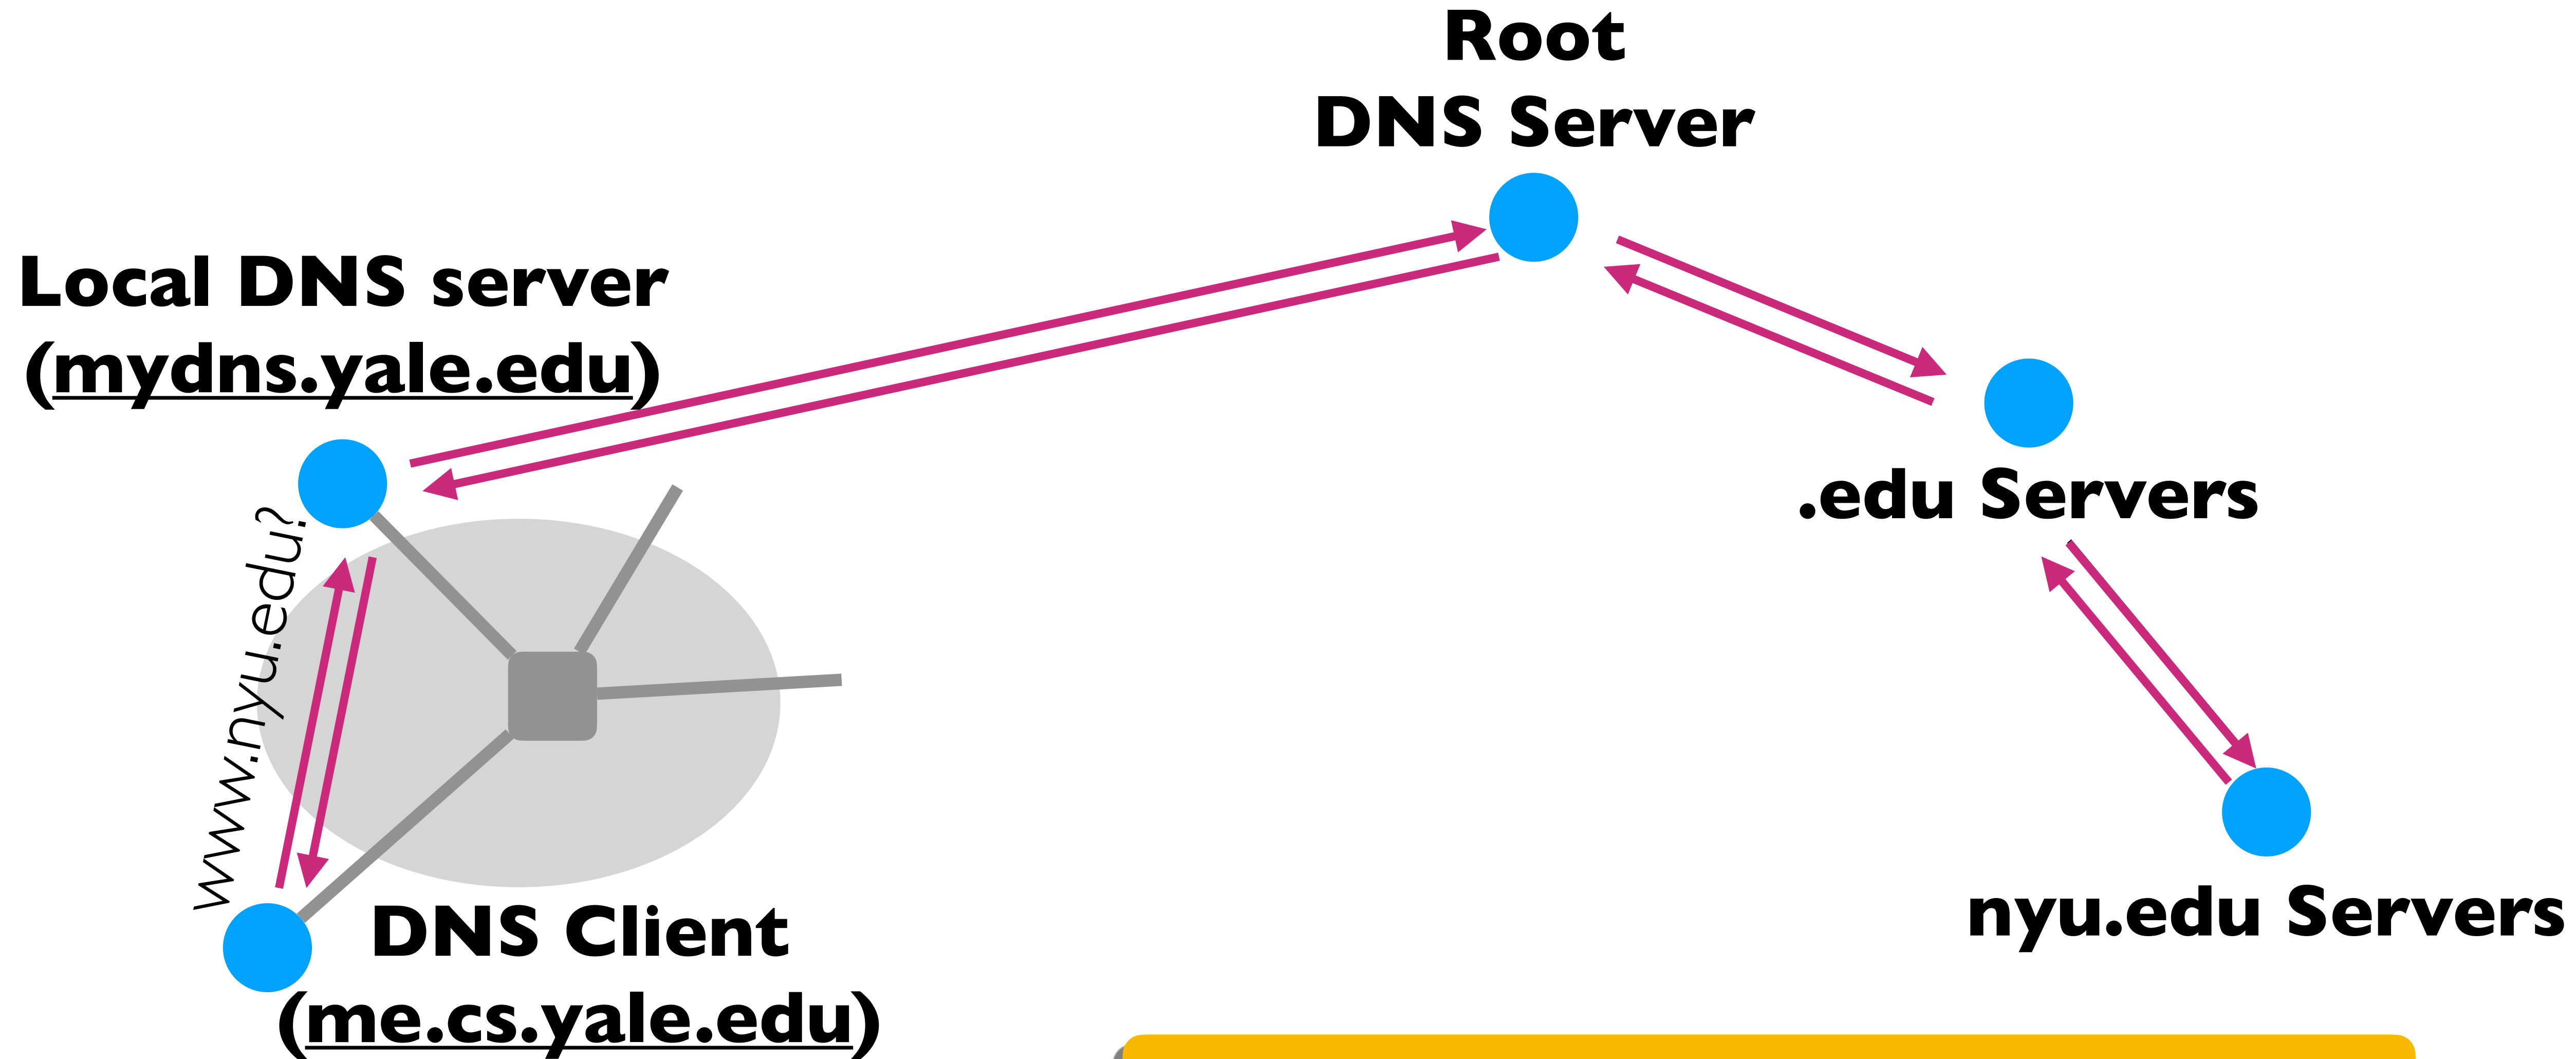 Root
DNS Server
Local DNS server
(mydns.yale.edu)
.edu Servers
www.nyu.edu?
nyu.edu Servers
DNS Client
(me.cs.yale.edu)